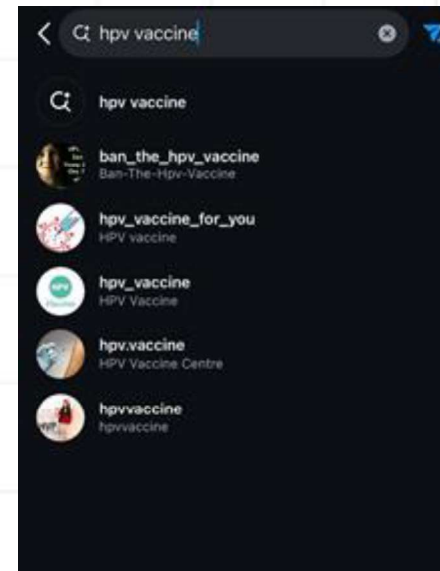 hpv vaccine
hpv vaccine
ban_the_hpv_vaccine
Ban-The-Hpv-Vaccine
hpv_vaccine_for_you
HPV vaccine
hpv_vaccine
HPV Vaccine
hpv.vaccine
HPV Vaccine Centre
hpvvaccine
hpvvaccine